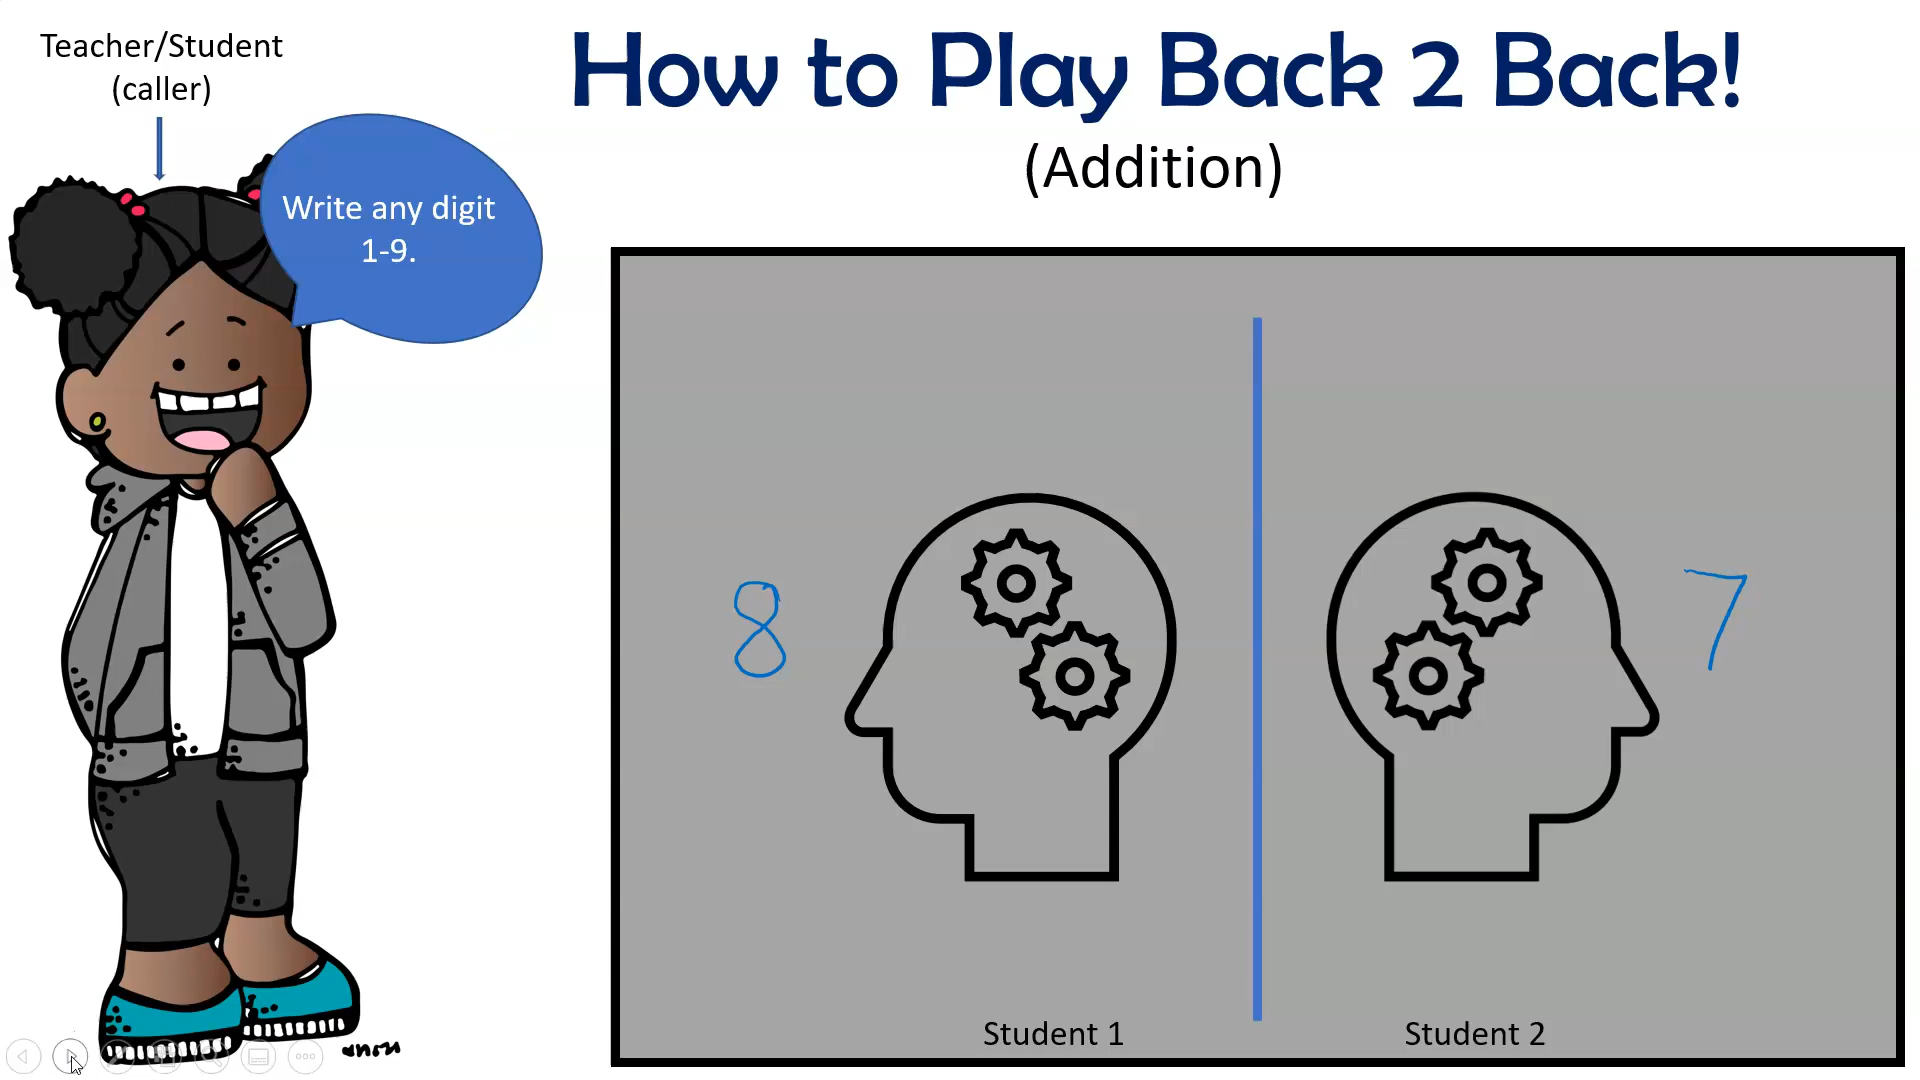 Teacher/Student
(caller)
How to Play Back 2 Back!
(Addition)
Write any digit
1-9.
8
7
Student 1
Student 2